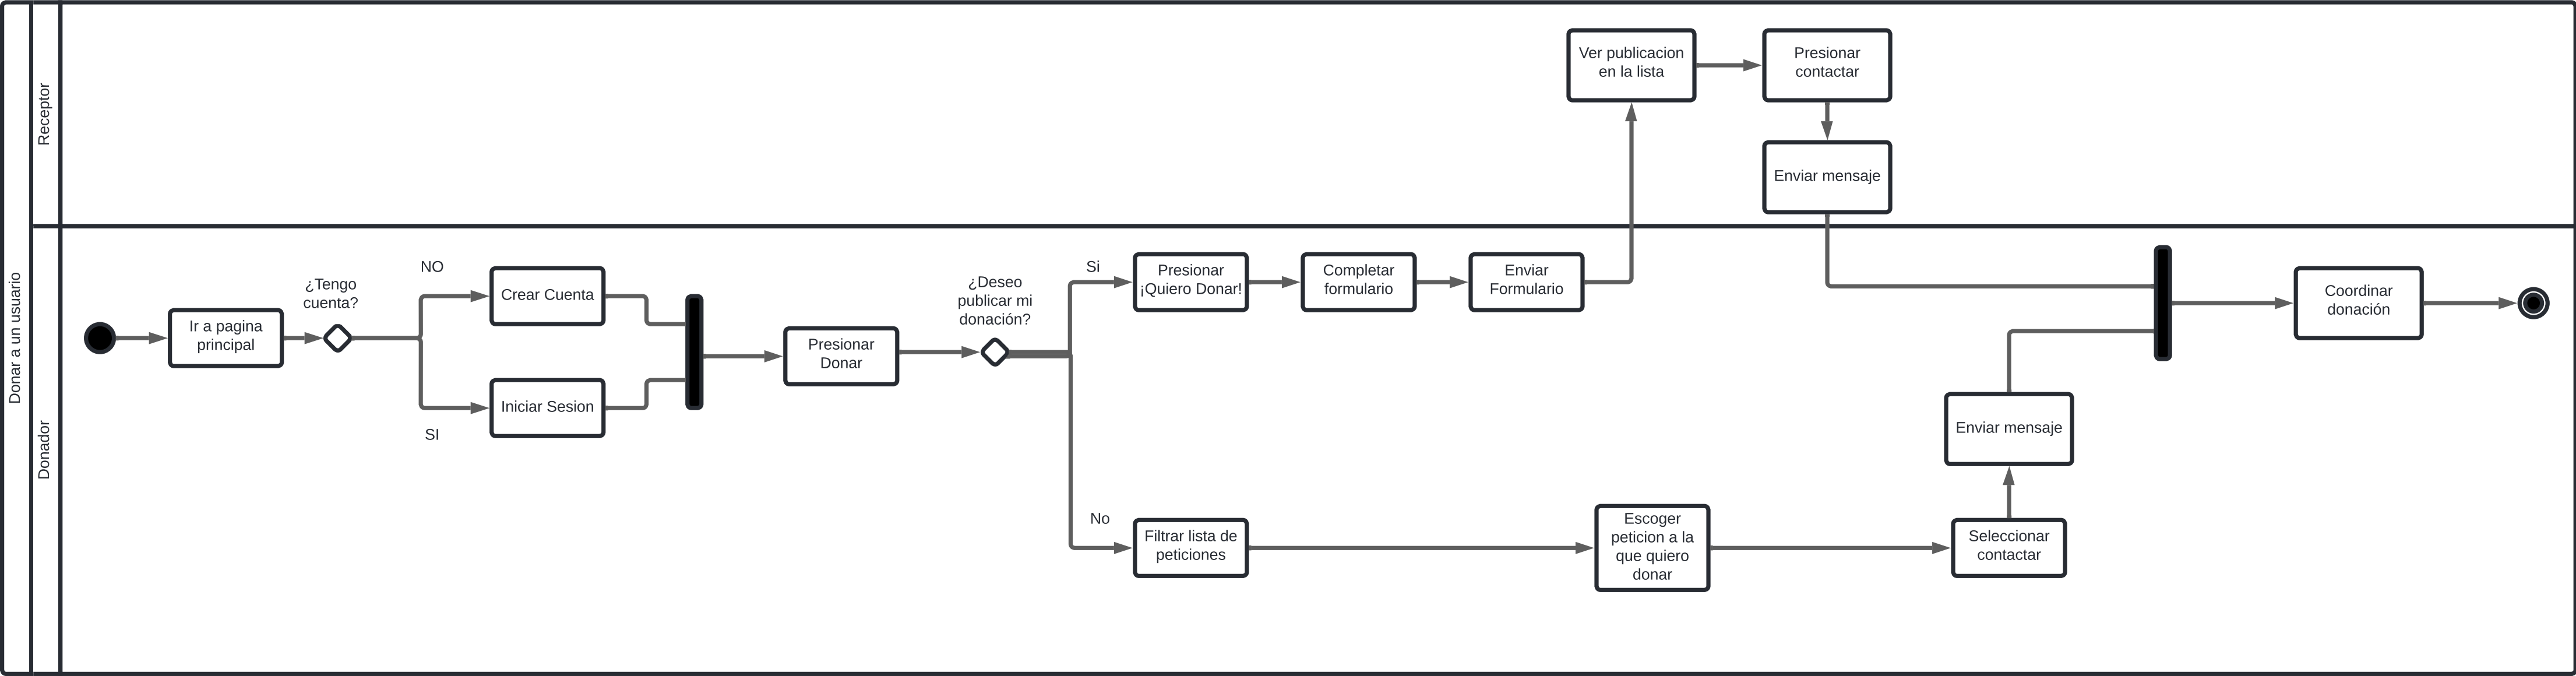 Donar a un usuario
Receptor
Ver publicacion
en la lista
Presionar
contactar
Enviar mensaje
Donador
Ir a pagina
principal
¿Tengo
cuenta?
NO
SI
Crear Cuenta
Iniciar Sesion
Presionar
Donar
¿Deseo
publicar mi
donación?
Si
No
Presionar
¡Quiero Donar!
Completar
formulario
Enviar
Formulario
Filtrar lista de
peticiones
Escoger
peticion a la
que quiero
donar
Seleccionar
contactar
Enviar mensaje
Coordinar
donación